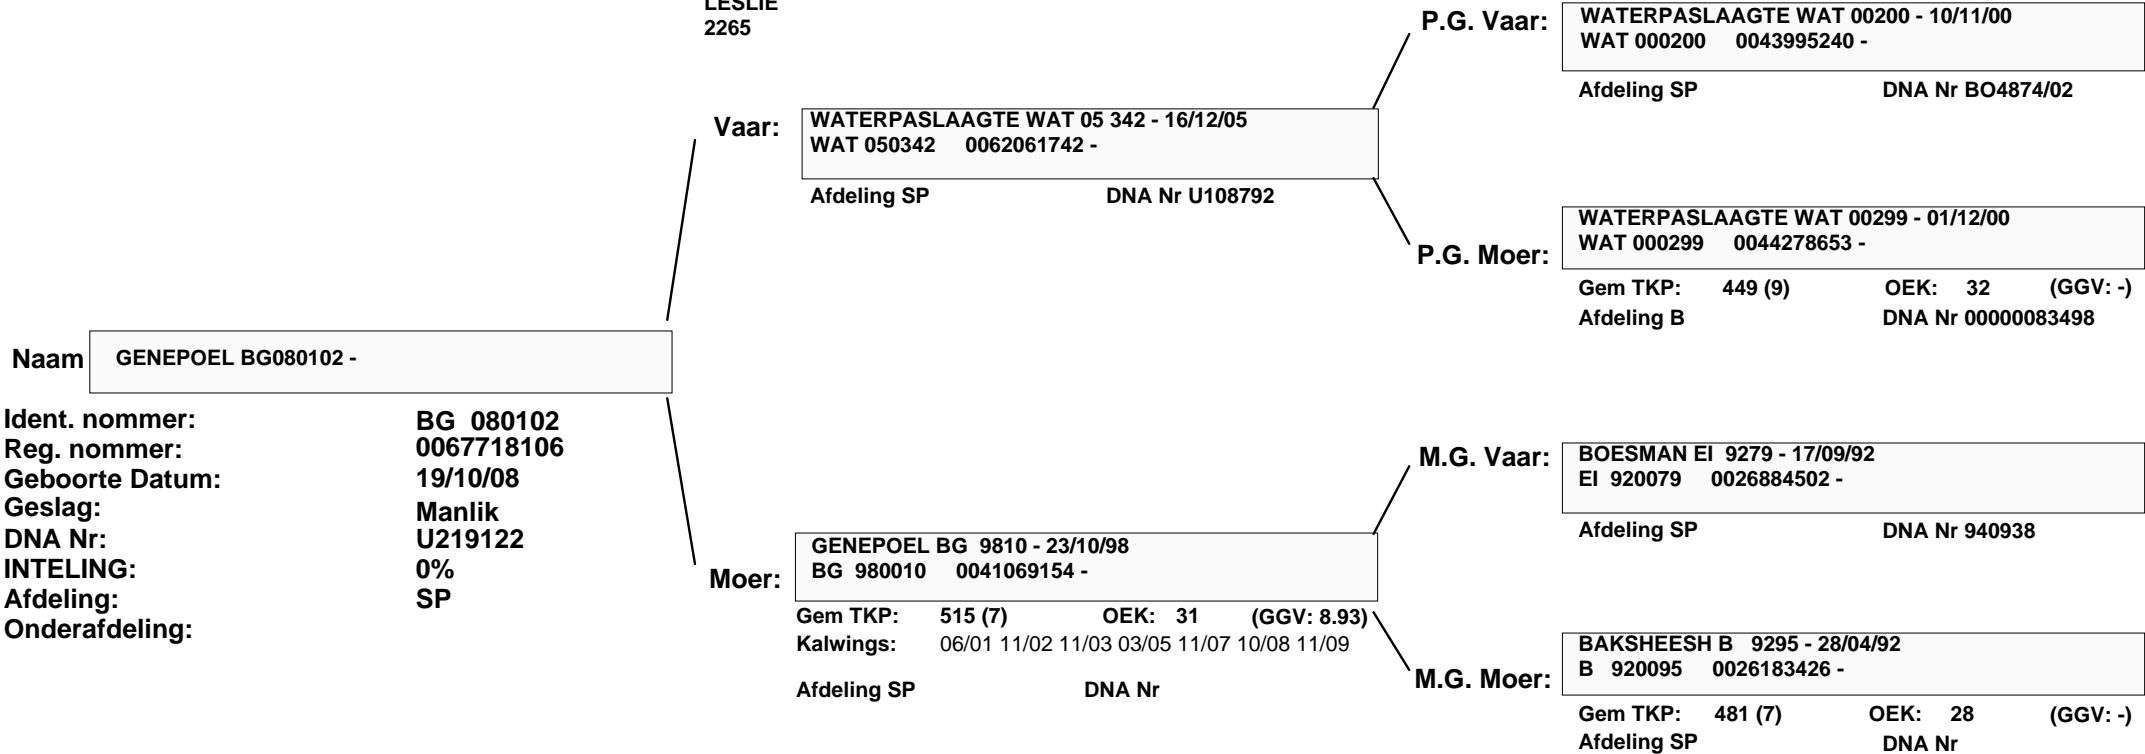 LESLIE
2265
P.G. Vaar:
WATERPASLAAGTE WAT 00200 - 10/11/00
WAT 000200 0043995240 -
Afdeling SP DNA Nr BO4874/02
Vaar:
WATERPASLAAGTE WAT 05 342 - 16/12/05
WAT 050342 0062061742 -
Afdeling SP DNA Nr U108792
P.G. Moer:
WATERPASLAAGTE WAT 00299 - 01/12/00
WAT 000299 0044278653 -
Gem TKP: 449 (9) OEK: 32 (GGV: -)
Afdeling B DNA Nr 00000083498
Naam GENEPOEL BG080102 -
Ident. nommer: BG 080102
Reg. nommer: 0067718106
Geboorte Datum: 19/10/08
Geslag: Manlik
DNA Nr: U219122
INTELING: 0%
Afdeling: SP
Onderafdeling:
M.G. Vaar:
BOESMAN EI 9279 - 17/09/92
EI 920079 0026884502 -
Afdeling SP DNA Nr 940938
Moer:
GENEPOEL BG 9810 - 23/10/98
BG 980010 0041069154 -
Gem TKP: 515 (7) OEK: 31 (GGV: 8.93)
Kalwings: 06/01 11/02 11/03 03/05 11/07 10/08 11/09
Afdeling SP DNA Nr
M.G. Moer:
BAKSHEESH B 9295 - 28/04/92
B 920095 0026183426 -
Gem TKP: 481 (7) OEK: 28 (GGV: -)
Afdeling SP DNA Nr